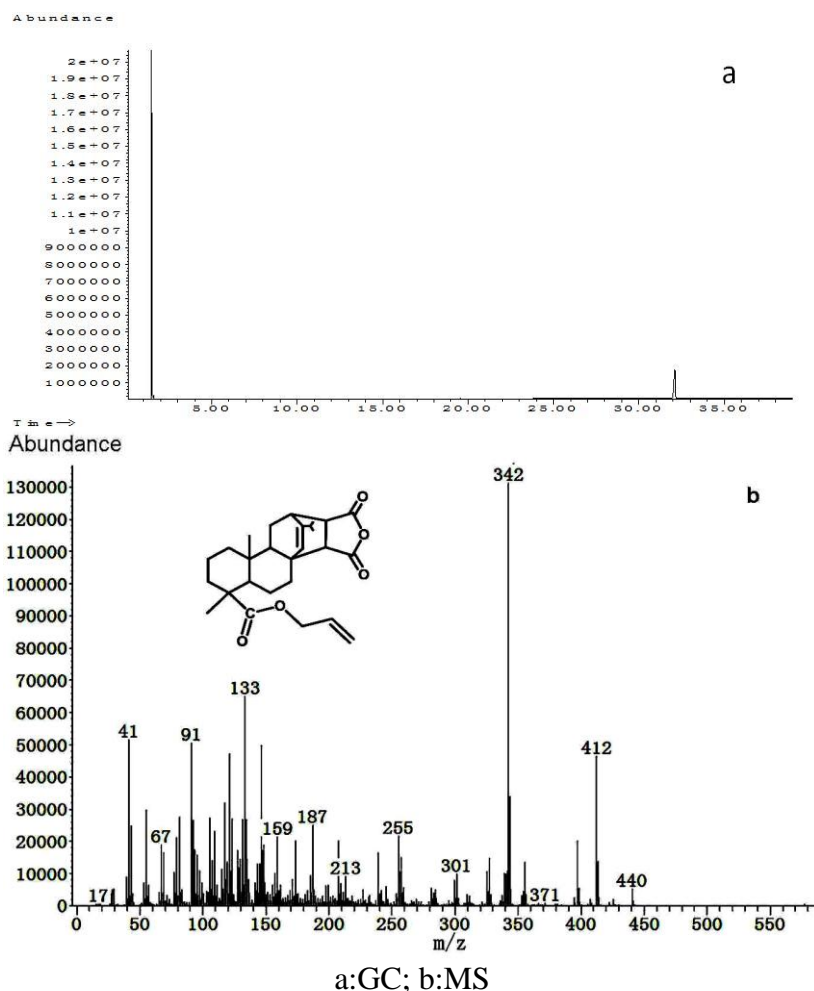 Abundance
a
2e+07
1.9e+07
1.8e+07
1.7e+07
1.6e+07
1.5e+07
1.4e+07
1.3e+07
1.2e+07
1.1e+07
1e+07
9000000
8000000
7000000
6000000
5000000
4000000
3000000
2000000
1000000
5.00 10.00 15.00 20.00 25.00 30.00 35.00
Time-->
Abundance
b
130000
120000
110000
100000
90000
80000
70000
60000
50000
40000
30000
20000
10000
0
342
O
O
O
C
O
O
133
41
91
412
67
159
187
255
213
301
17
371
440
0 50 100 150 200 250 300 350 400 450 500 550
m/z
a:GC; b:MS